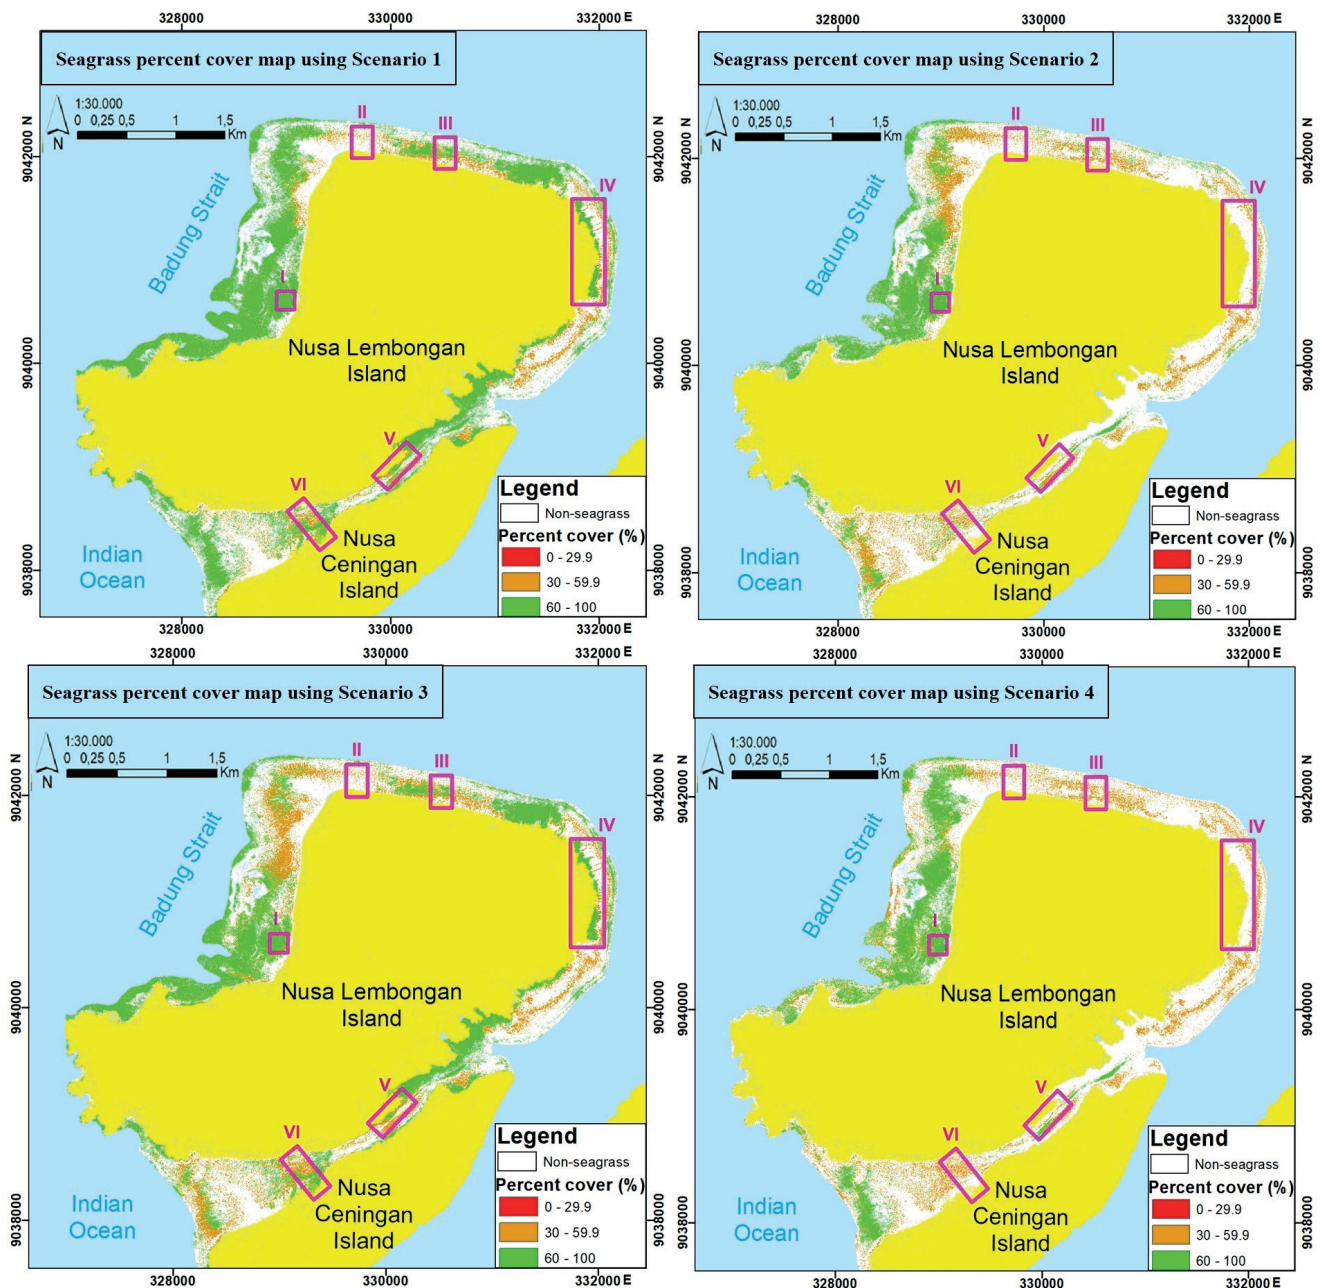 328000 330000 332000 E
Seagrass percent cover map using Scenario 1
1:30.000
0 0,25 0,5 1 1,5
Km
N
II
III
IV
I
V
VI
Badung Strait
Nusa Lembongan
Island
Nusa
Ceningan
Island
Indian
Ocean
9042000 N
9040000
9038000
Legend
Non-seagrass
Percent cover (%)
0 - 29.9
30 - 59.9
60 - 100
328000 330000 332000 E
328000 330000 332000 E
Seagrass percent cover map using Scenario 2
1:30.000
0 0,25 0,5 1 1,5
Km
N
II
III
IV
I
V
VI
Badung Strait
Nusa Lembongan
Island
Nusa
Ceningan
Island
Indian
Ocean
9042000 N
9040000
9038000
Legend
Non-seagrass
Percent cover (%)
0 - 29.9
30 - 59.9
60 - 100
328000 330000 332000 E
328000 330000 332000 E
Seagrass percent cover map using Scenario 3
1:30.000
0 0,25 0,5 1 1,5
Km
N
II
III
IV
I
V
VI
Badung Strait
Nusa Lembongan
Island
Nusa
Ceningan
Island
Indian
Ocean
9042000 N
9040000
9038000
Legend
Non-seagrass
Percent cover (%)
0 - 29.9
30 - 59.9
60 - 100
328000 330000 332000 E
328000 330000 332000 E
Seagrass percent cover map using Scenario 4
1:30.000
0 0,25 0,5 1 1,5
Km
N
II
III
IV
I
V
VI
Badung Strait
Nusa Lembongan
Island
Nusa
Ceningan
Island
Indian
Ocean
9042000 N
9040000
9038000
Legend
Non-seagrass
Percent cover (%)
0 - 29.9
30 - 59.9
60 - 100
328000 330000 332000 E